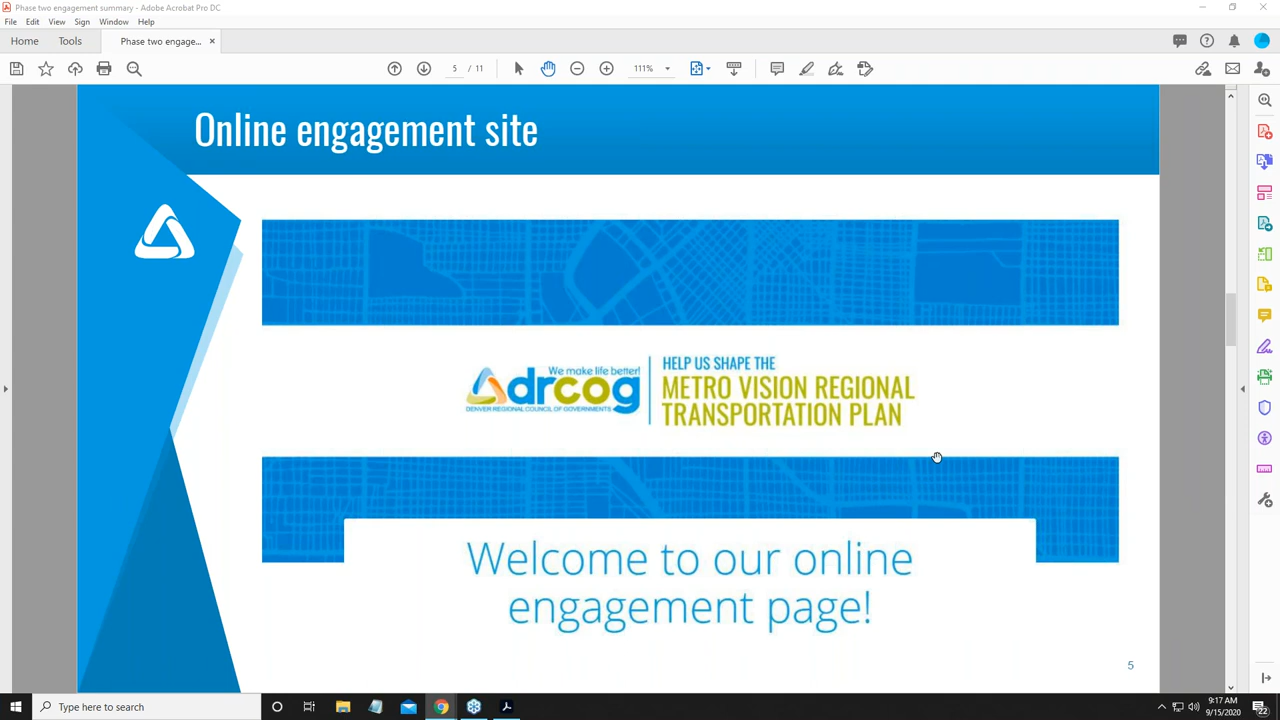 Phase two engagement summary - Adobe Acrobat Pro DC
File Edit View Sign Window Help
Home Tools Phase two engage... ×
5 / 11 111%
Online engagement site
We make life better!
drcog
DENVER REGIONAL COUNCIL OF GOVERNMENTS
HELP US SHAPE THE
METRO VISION REGIONAL
TRANSPORTATION PLAN
Welcome to our online
engagement page!
5
Type here to search
9:17 AM
9/15/2020
22